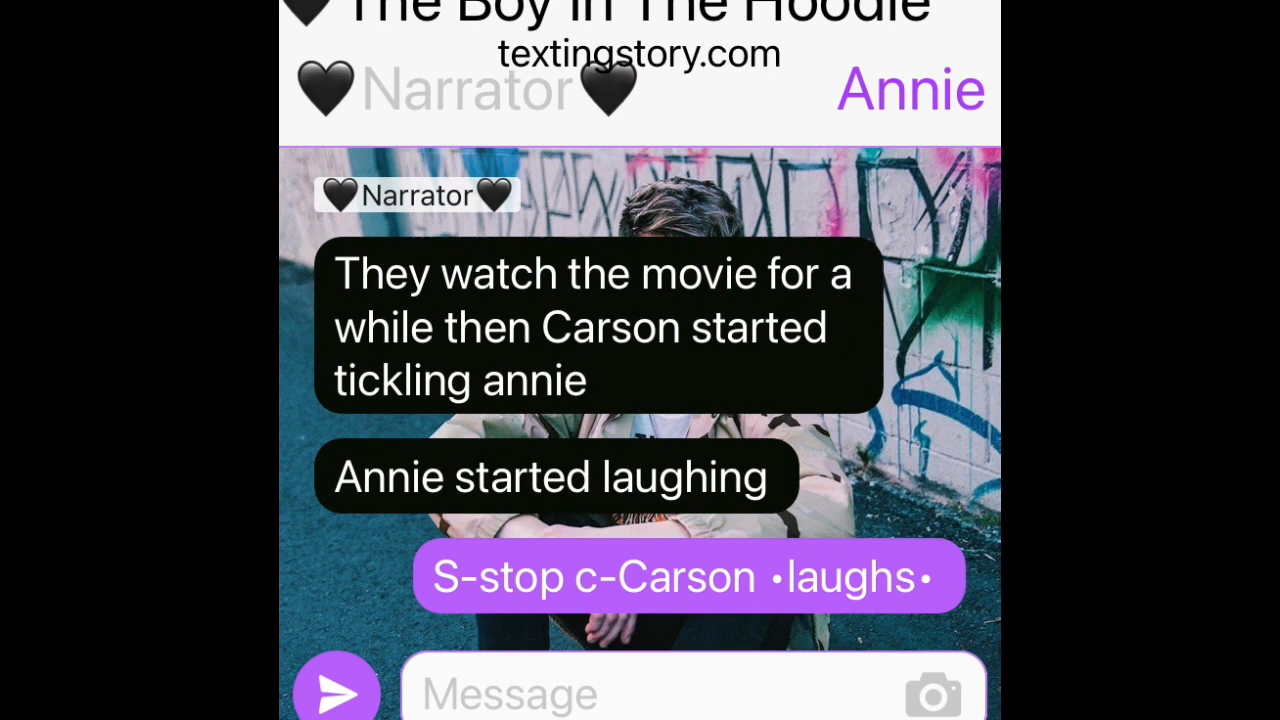 🖤The Boy In The Hoodie
textingstory.com
🖤Narrator🖤
Annie
🖤Narrator🖤
They watch the movie for a
while then Carson started
tickling annie
Annie started laughing
S-stop c-Carson •laughs•
Message